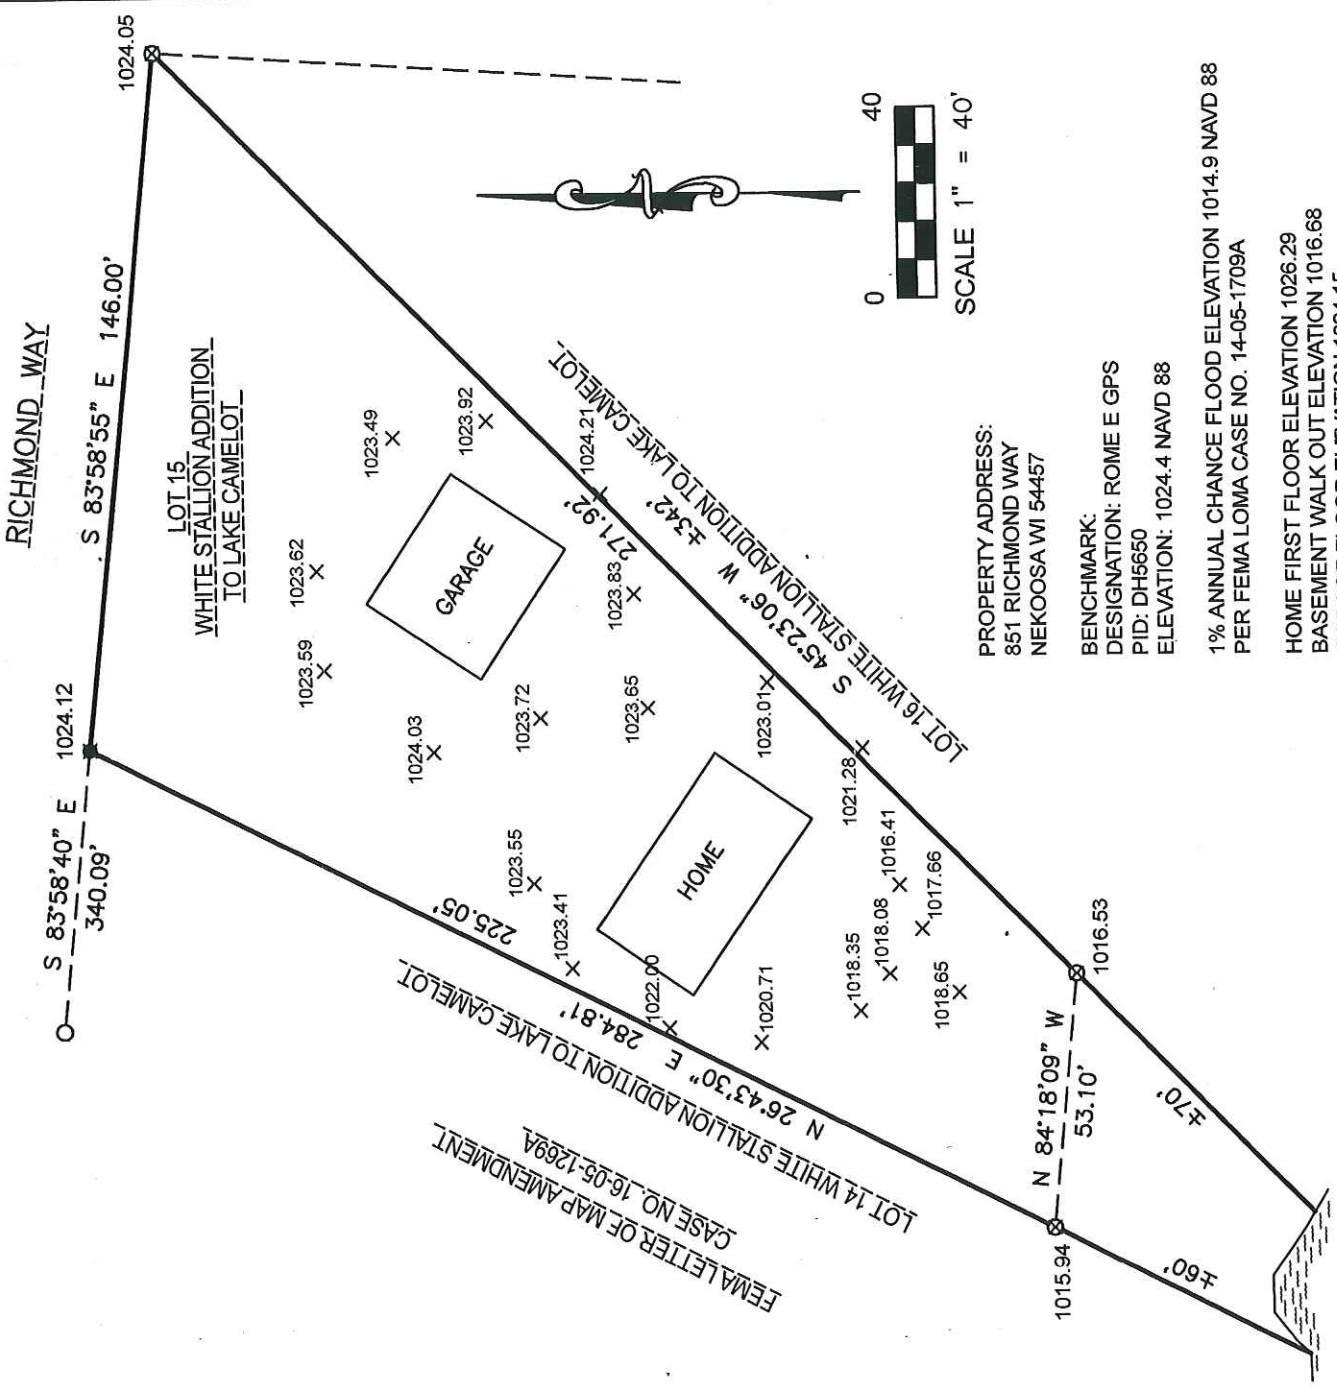 RICHMOND WAY
S 83°58'40" E
340.09'
1024.12
S 83°58'55" E 146.00'
1024.05
LOT 15
WHITE STALLION ADDITION
TO LAKE CAMELOT
1023.59
1023.62
1023.49
1023.92
1024.03
1023.72
1023.65
1023.83
1024.21
GARAGE
1023.55
1023.41
1022.00
1020.71
HOME
1023.01
1021.28
1016.41
1017.66
1018.08
1018.35
1018.65
225.05'
N 26°43'30" E 284.81'
LOT 14 WHITE STALLION ADDITION TO LAKE CAMELOT
FEMA LETTER OF MAP AMENDMENT
CASE NO. 16-05-1269A
271.92'
S 45°23'06" W ±342'
LOT 16 WHITE STALLION ADDITION TO LAKE CAMELOT
N 84°18'09" W
53.10'
1016.53
1015.94
±60'
±70'
0 40
SCALE 1" = 40'
PROPERTY ADDRESS:
851 RICHMOND WAY
NEKOOSA WI 54457
BENCHMARK:
DESIGNATION: ROME E GPS
PID: DH5650
ELEVATION: 1024.4 NAVD 88
1% ANNUAL CHANCE FLOOD ELEVATION 1014.9 NAVD 88
PER FEMA LOMA CASE NO. 14-05-1709A
HOME FIRST FLOOR ELEVATION 1026.29
BASEMENT WALK OUT ELEVATION 1016.68